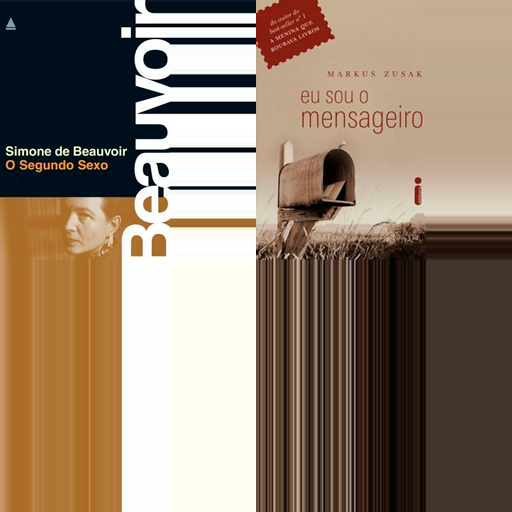 Beauvoir
Simone de Beauvoir
O Segundo Sexo
do autor do
best-seller nº 1
A MENINA QUE
ROUBAVA LIVROS
MARKUS ZUSAK
eu sou o
mensageiro